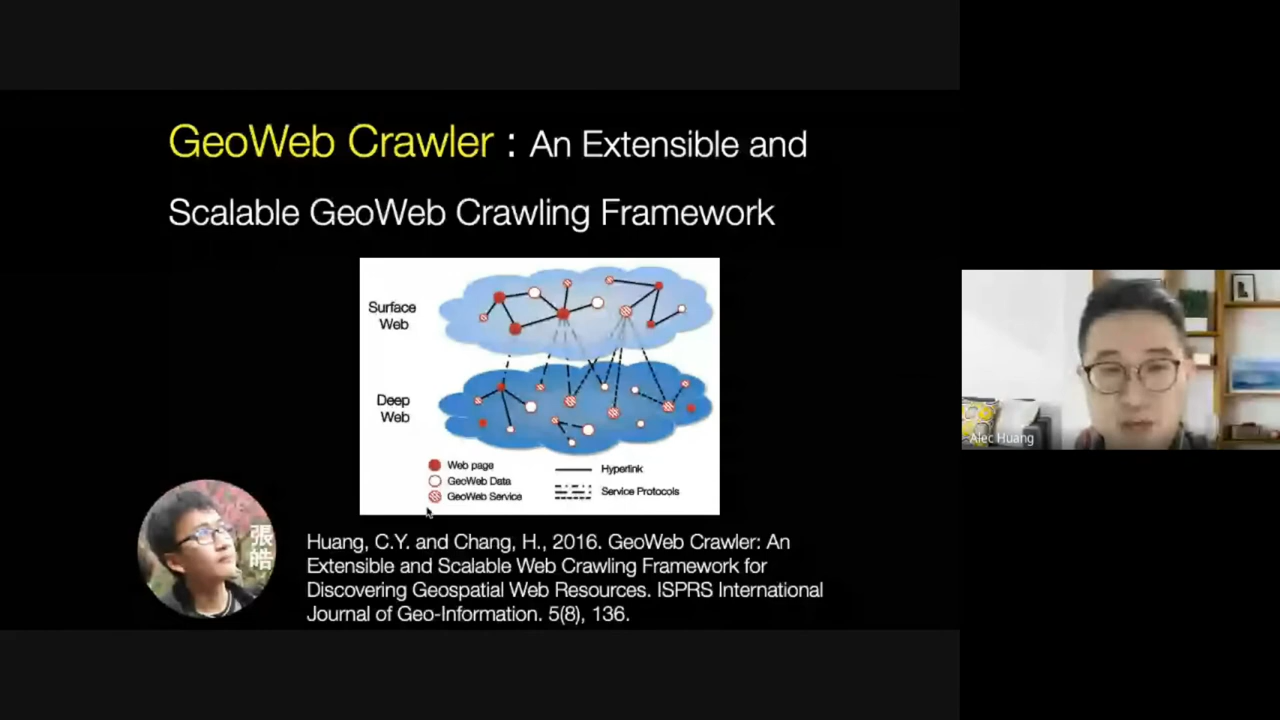 GeoWeb Crawler : An Extensible and
Scalable GeoWeb Crawling Framework
Surface
Web
Deep
Web
Web page
GeoWeb Data
GeoWeb Service
Hyperlink
Service Protocols
張
皓
Huang, C.Y. and Chang, H., 2016. GeoWeb Crawler: An
Extensible and Scalable Web Crawling Framework for
Discovering Geospatial Web Resources. ISPRS International
Journal of Geo-Information. 5(8), 136.
Alec Huang